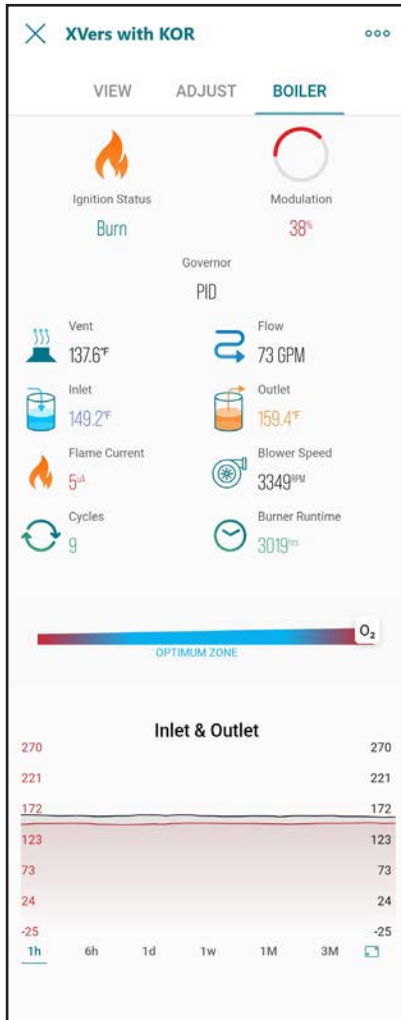 XVers with KOR
VIEW ADJUST BOILER
Ignition Status Modulation
Burn 38%
Governor
PID
Vent Flow
137.6°F 73 GPM
Inlet Outlet
149.2°F 159.4°F
Flame Current Blower Speed
5uA 3349RPM
Cycles Burner Runtime
9 3019hrs
O₂
OPTIMUM ZONE
Inlet & Outlet
270 270
221 221
172 172
123 123
73 73
24 24
-25 -25
1h 6h 1d 1w 1M 3M